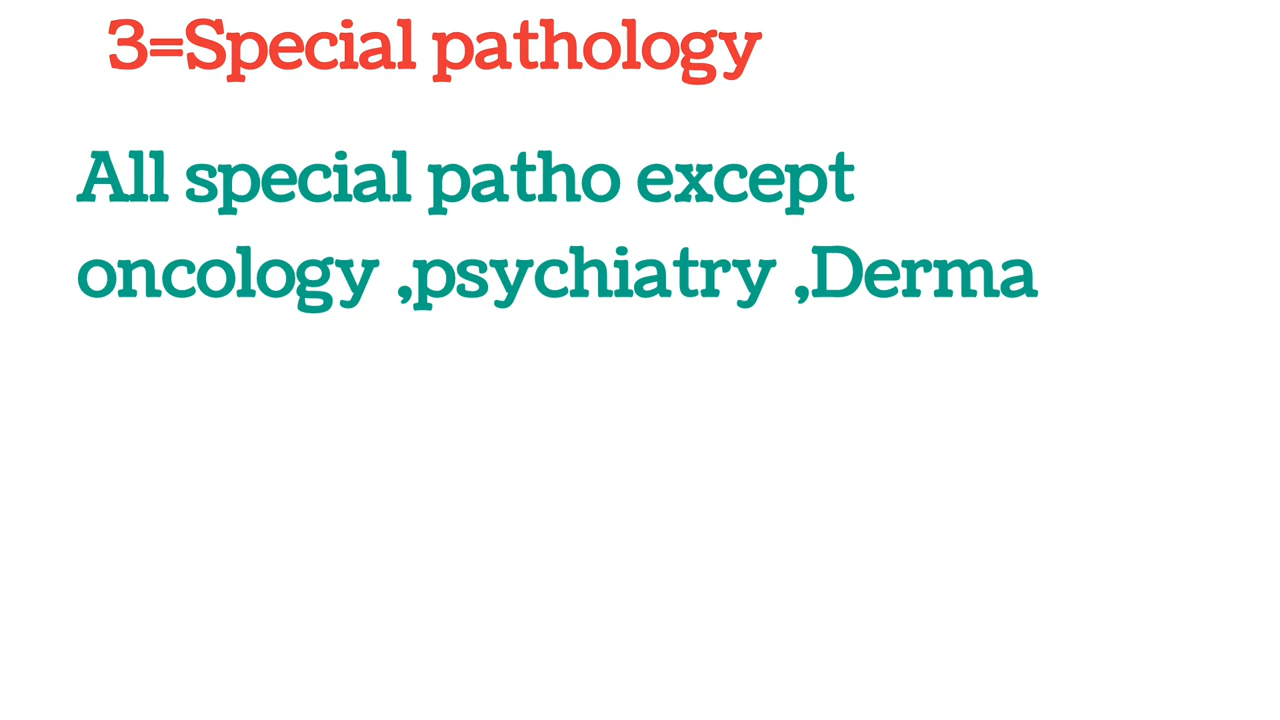 3=Special pathology
All special patho except
oncology ,psychiatry ,Derma